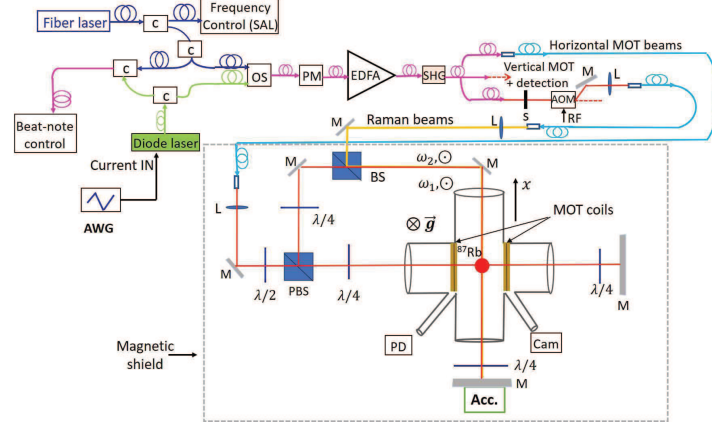 Fiber laser
C
Frequency
Control (SAL)
C
C
OS
PM
EDFA
SHG
Horizontal MOT beams
Vertical MOT
+ detection
M
L
AOM
S
RF
C
Beat-note
control
Diode laser
Current IN
AWG
M
Raman beams
L
BS
M
M
ω₂,⊙
ω₁,⊙
x
MOT coils
L
λ/4
⊗ g⃗
⁸⁷Rb
M
λ/2
PBS
λ/4
λ/4
M
PD
Cam
Magnetic
shield
λ/4
M
Acc.